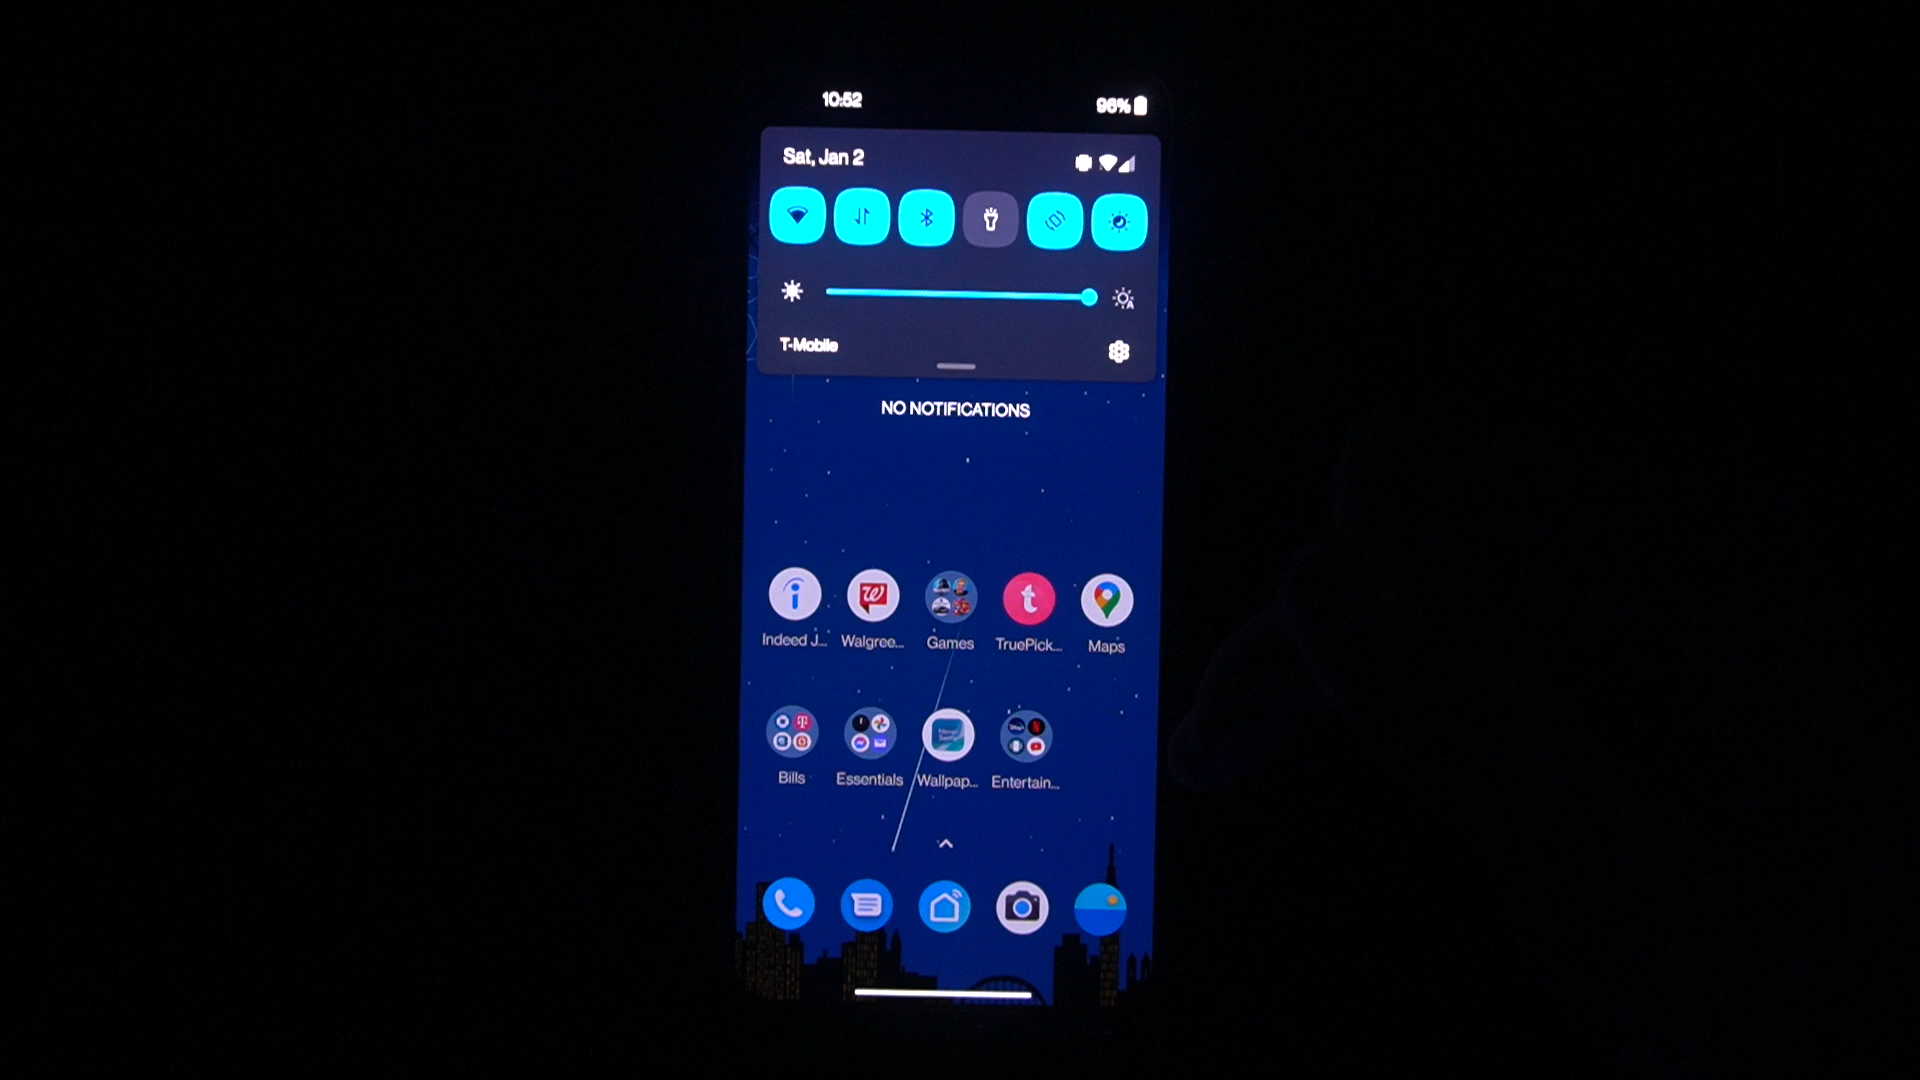 10:52 96%
Sat, Jan 2
T-Mobile
NO NOTIFICATIONS
Indeed J... Walgree... Games TruePick... Maps
Bills Essentials Wallpap... Entertain...